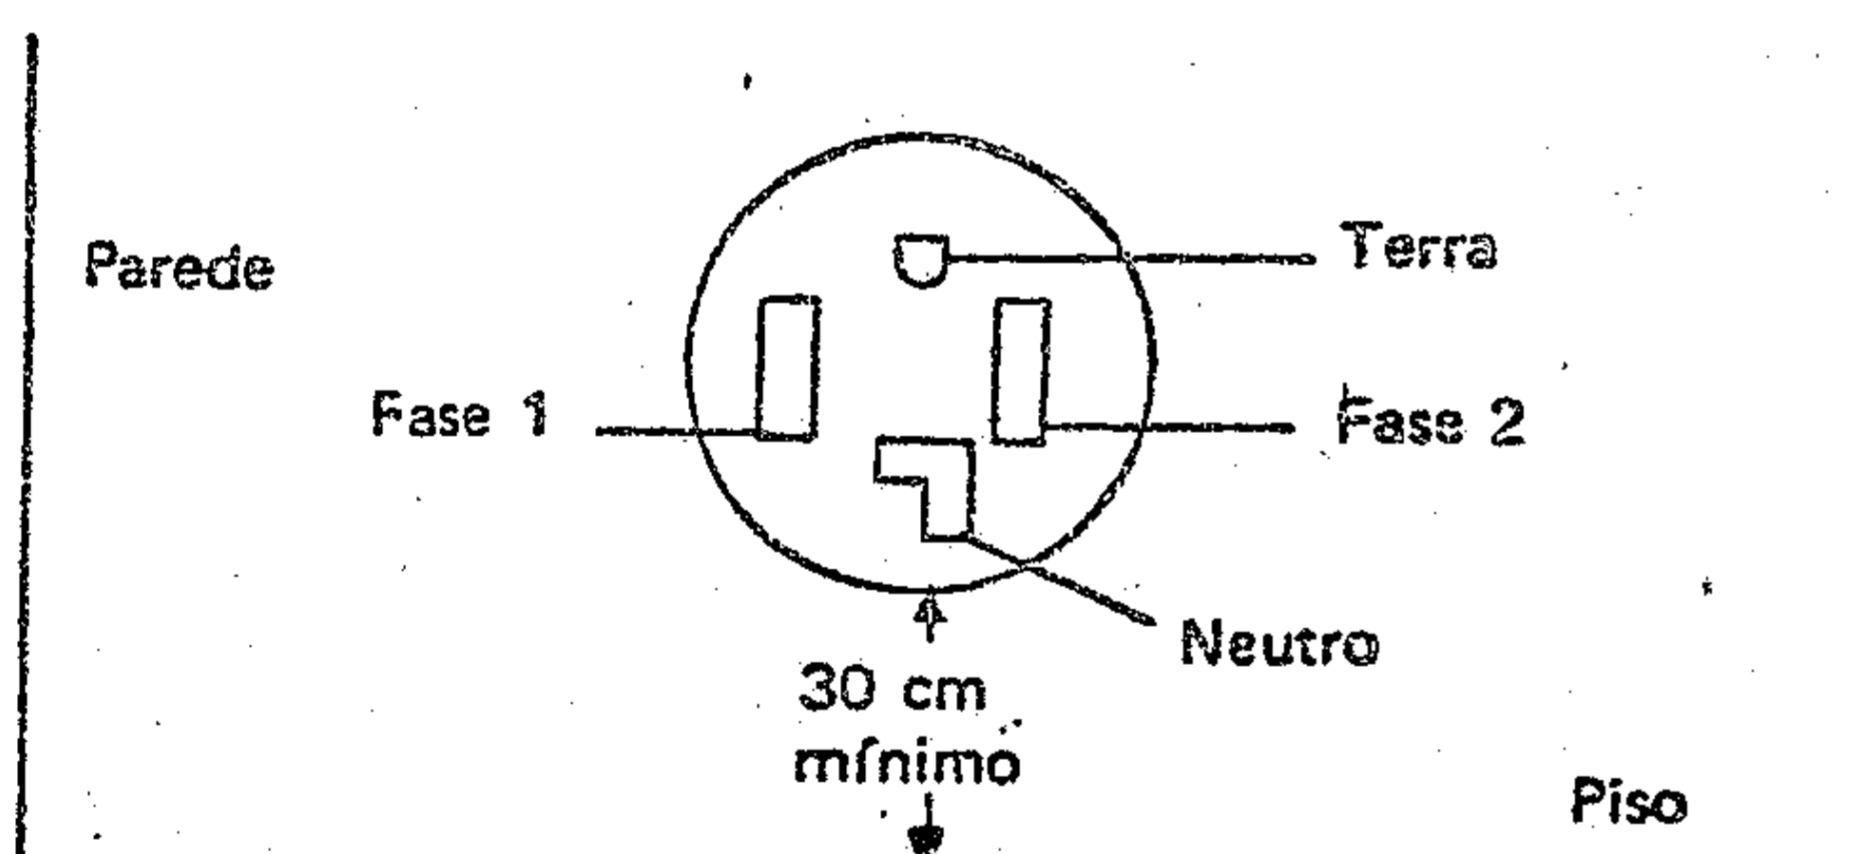 Terra
Parede
Fase 1
Fase 2
Neutro
30 cm
mínimo
Piso